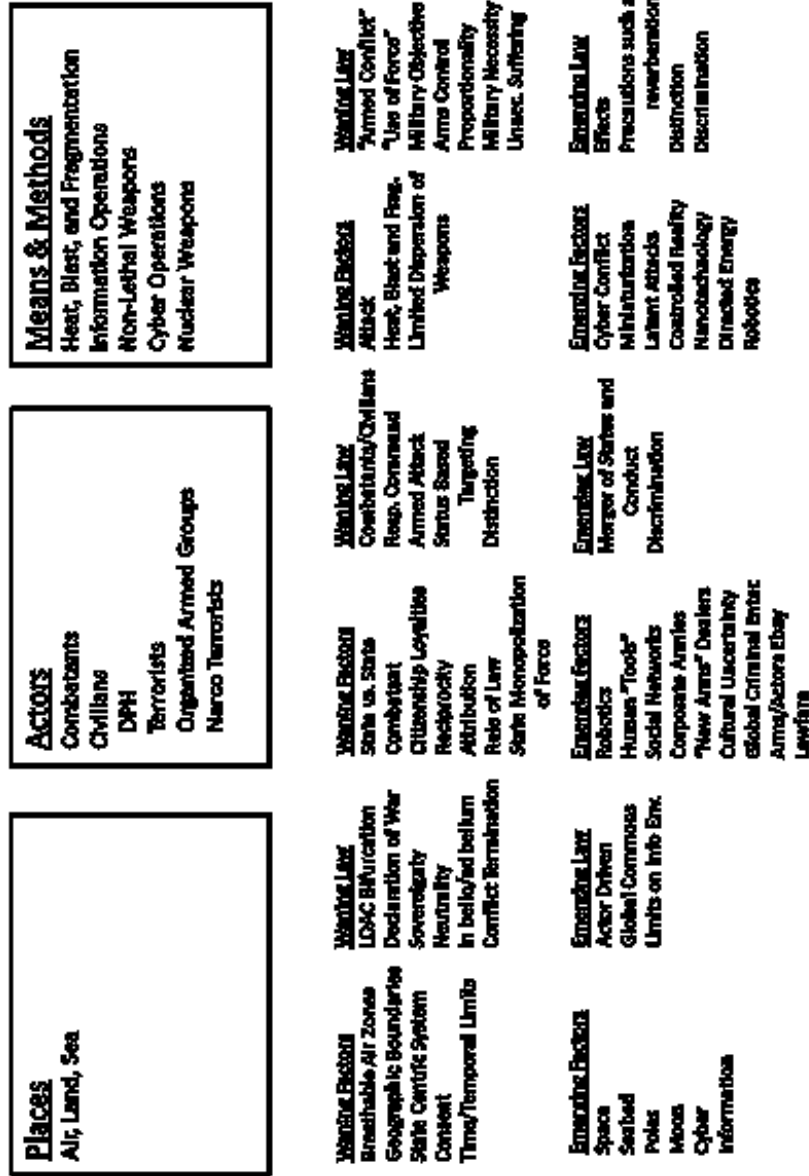 Places
Air, Land, Sea
Actors
Combatants
Civilians
DPH
Terrorists
Organized Armed Groups
Narco Terrorists
Means & Methods
Heat, Blast, and Fragmentation
Information Operations
Non-Lethal Weapons
Cyber Operations
Nuclear Weapons
Waning Factors
Breathable Air Zones
Geographic Boundaries
State Centric System
Consent
Time/Temporal Limits
Waning Law
LOAC Bifurcation
Declaration of War
Sovereignty
Neutrality
In bello/ad bellum
Conflict Termination
Waning Factors
State vs. State
Combatant
Citizenship Loyalties
Reciprocity
Attribution
Rule of Law
State Monopolization
of Force
Waning Law
Combatants/Civilians
Resp. Command
Armed Attack
Status Based
Targeting
Distinction
Waning Factors
Attack
Heat, Blast and Frag.
Limited Dispersion of
Weapons
Waning Law
"Armed Conflict"
"Use of Force"
Military Objective
Arms Control
Proportionality
Military Necessity
Unnec. Suffering
Emerging Factors
Space
Seabed
Poles
Moon
Cyber
Information
Emerging Law
Actor Driven
Global Commons
Limits on Info Env.
Emerging Factors
Robotics
Human "Tools"
Social Networks
Corporate Armies
"New Arms" Dealers
Cultural Uncertainty
Global Criminal Enter.
Arms/Actors Ebay
Lawfare
Emerging Law
Merger of Status and
Conduct
Discrimination
Emerging Factors
Cyber Conflict
Miniaturization
Latent Attacks
Controlled Reality
Nanotechnology
Directed Energy
Robotics
Emerging Law
Effects
Precautions such a
reverberation
Distinction
Discrimination